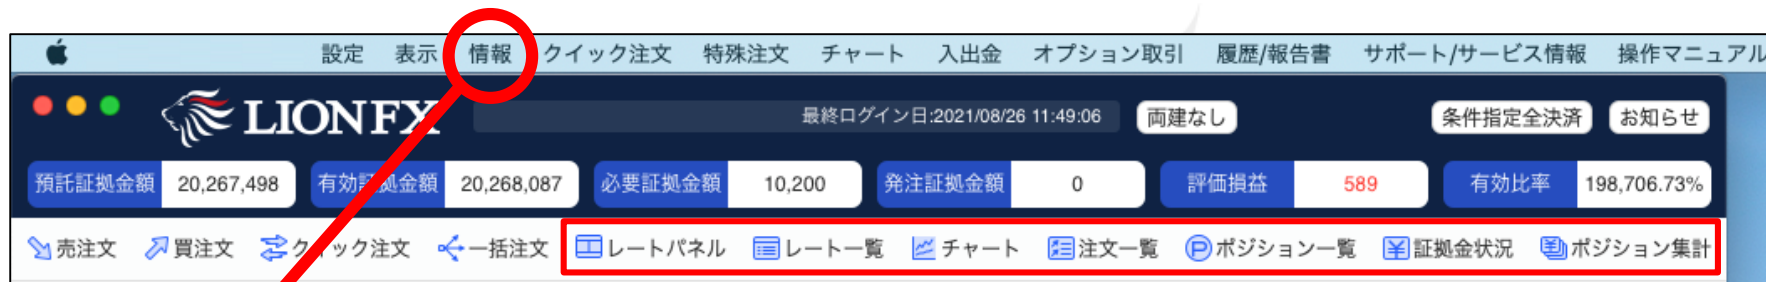 設定 表示 情報 クイック注文 特殊注文 チャート 入出金 オプション取引 履歴/報告書 サポート/サービス情報 操作マニュアル
LION FX 最終ログイン日:2021/08/26 11:49:06 両建なし 条件指定全決済 お知らせ
預託証拠金額 20,267,498 有効証拠金額 20,268,087 必要証拠金額 10,200 発注証拠金額 0 評価損益 589 有効比率 198,706.73%
売注文 買注文 クイック注文 一括注文 レートパネル レート一覧 チャート 注文一覧 ポジション一覧 証拠金状況 ポジション集計